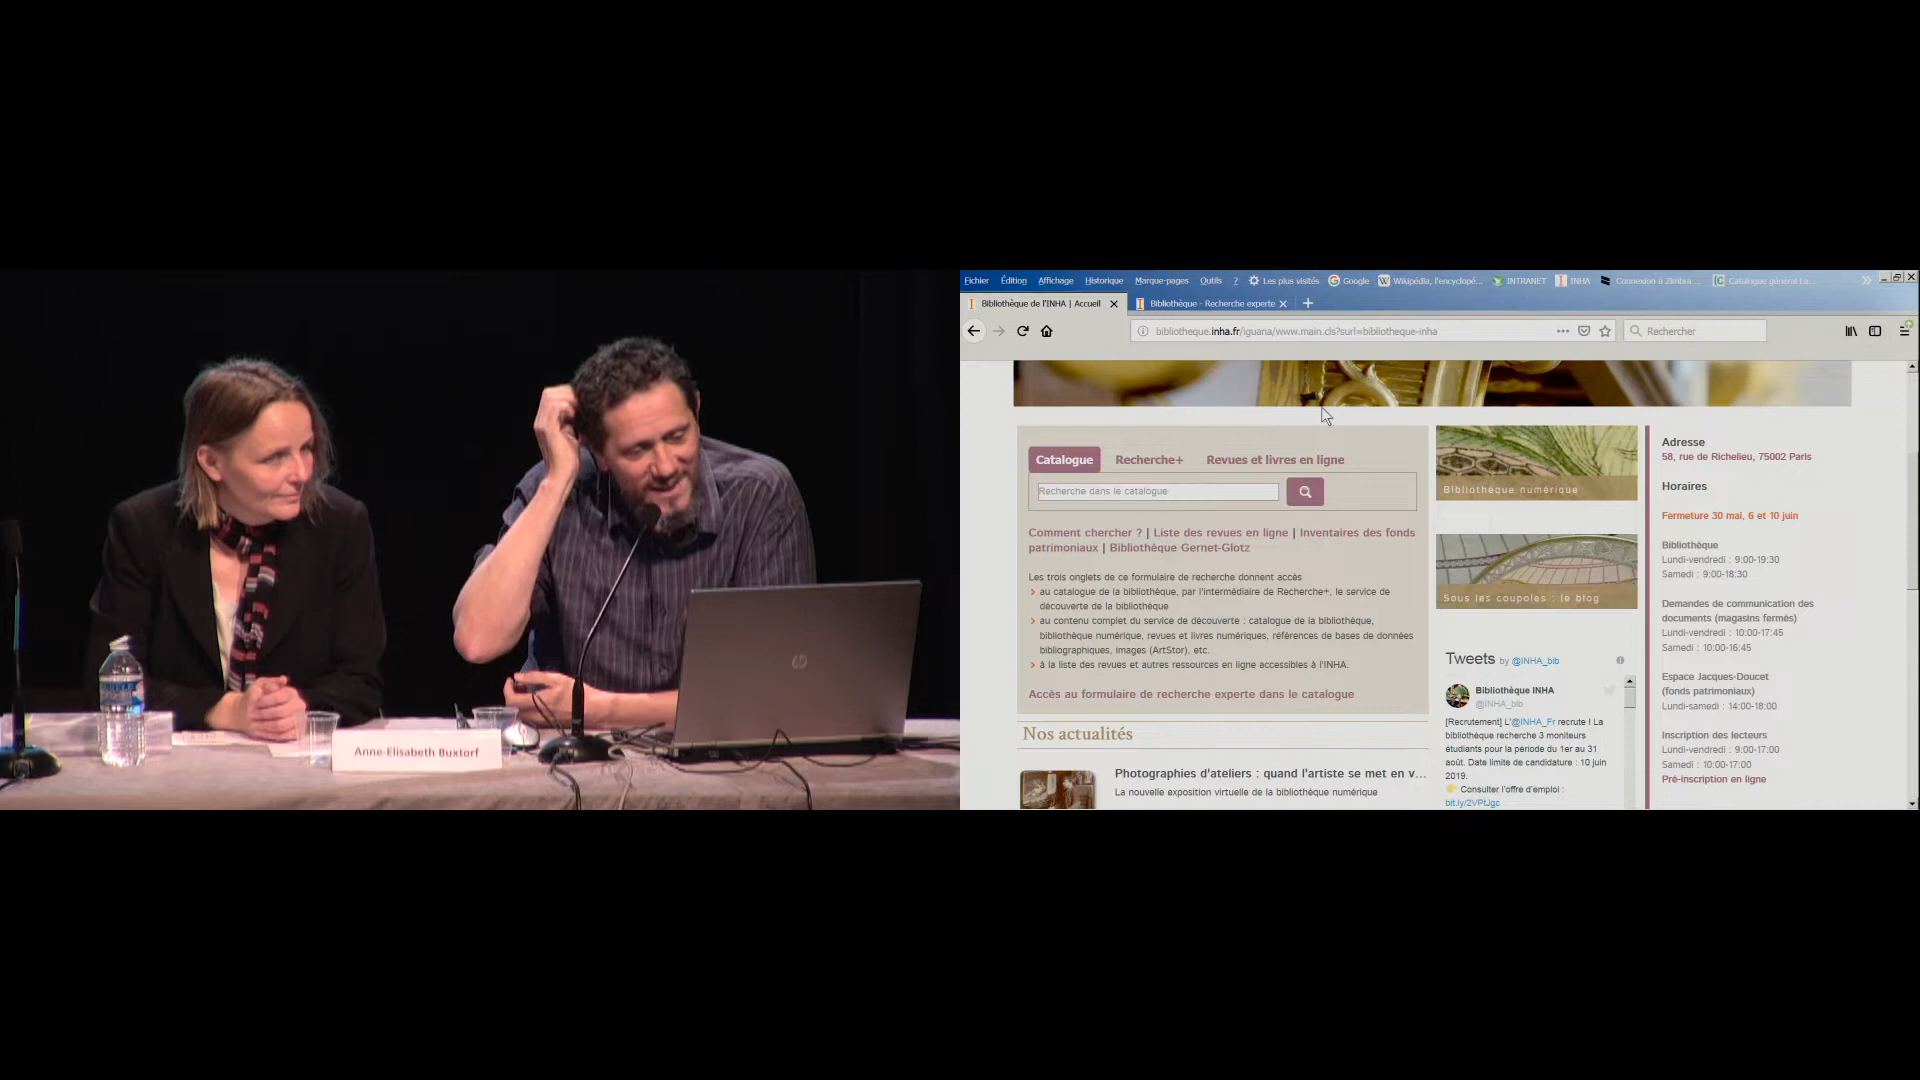 Anne-Elisabeth Buxtorf
hp
Fichier Édition Affichage Historique Marque-pages Outils ? Les plus visités Google Wikipédia, l'encyclopé... INTRANET INHA Connexion à Zimbra ...
Bibliothèque de l'INHA | Accueil
Bibliothèque - Recherche experte
bibliotheque.inha.fr/iguana/www.main.cls?surl=bibliotheque-inha
Rechercher
Catalogue Recherche+ Revues et livres en ligne
Recherche dans le catalogue
Comment chercher ? | Liste des revues en ligne | Inventaires des fonds
patrimoniaux | Bibliothèque Gernet-Glotz
Les trois onglets de ce formulaire de recherche donnent accès
au catalogue de la bibliothèque, par l'intermédiaire de Recherche+, le service de
découverte de la bibliothèque
au contenu complet du service de découverte : catalogue de la bibliothèque,
bibliothèque numérique, revues et livres numériques, références de bases de données
bibliographiques, images (ArtStor), etc.
à la liste des revues et autres ressources en ligne accessibles à l'INHA.
Accès au formulaire de recherche experte dans le catalogue
Nos actualités
Photographies d'ateliers : quand l'artiste se met en v...
La nouvelle exposition virtuelle de la bibliothèque numérique
Bibliothèque numérique
Sous les coupoles : le blog
Tweets by @INHA_bib
Bibliothèque INHA
@INHA_bib
[Recrutement] L'@INHA_Fr recrute ! La
bibliothèque recherche 3 moniteurs
étudiants pour la période du 1er au 31
août. Date limite de candidature : 10 juin
2019.
Consulter l'offre d'emploi :
bit.ly/2VPtJgc
Adresse
58, rue de Richelieu, 75002 Paris
Horaires
Fermeture 30 mai, 6 et 10 juin
Bibliothèque
Lundi-vendredi : 9:00-19:30
Samedi : 9:00-18:30
Demandes de communication des
documents (magasins fermés)
Lundi-vendredi : 10:00-17:45
Samedi : 10:00-16:45
Espace Jacques-Doucet
(fonds patrimoniaux)
Lundi-samedi : 14:00-18:00
Inscription des lecteurs
Lundi-vendredi : 9:00-17:00
Samedi : 10:00-17:00
Pré-inscription en ligne